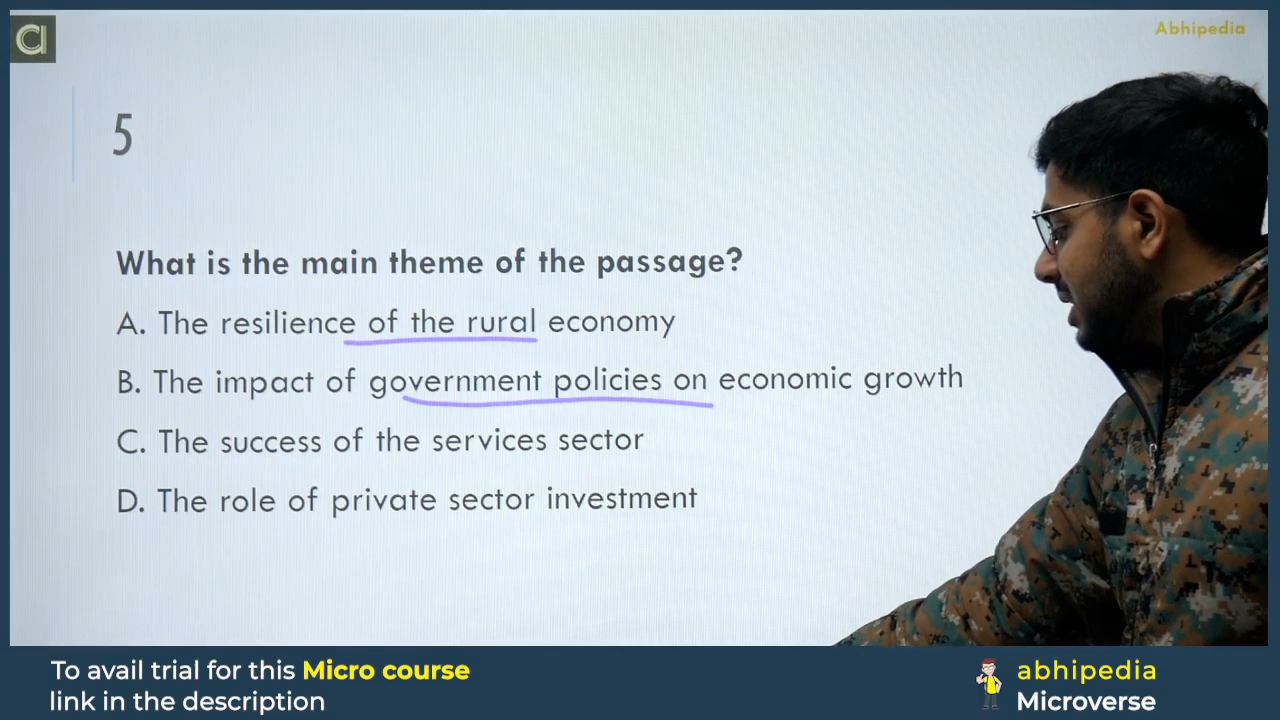 Abhipedia
5
What is the main theme of the passage?
A. The resilience of the rural economy
B. The impact of government policies on economic growth
C. The success of the services sector
D. The role of private sector investment
To avail trial for this Micro course
link in the description
abhipedia
Microverse